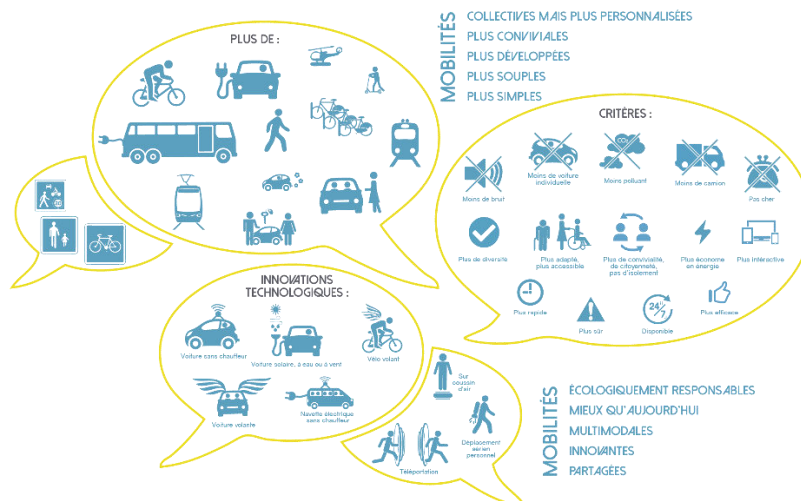 PLUS DE :
MOBILITÉS
COLLECTIVES MAIS PLUS PERSONNALISÉES
PLUS CONVIVIALES
PLUS DÉVELOPPÉES
PLUS SOUPLES
PLUS SIMPLES
CRITÈRES :
Moins de bruit
Moins de voiture
individuelle
Moins polluant
Moins de camion
Pas cher
Plus de diversité
Plus adapté,
plus accessible
Plus de convivialité,
de citoyenneté,
pas d'isolement
Plus économe
en énergie
Plus intéractive
Plus rapide
Plus sûr
24h/7
Disponible
Plus efficace
INNOVATIONS
TECHNOLOGIQUES :
Voiture sans chauffeur
Voiture solaire, à eau ou à vent
Vélo volant
Voiture volante
Navette électrique
sans chauffeur
Sur
coussin
d'air
Déplacement
aérien
personnel
Téléportation
MOBILITÉS
ÉCOLOGIQUEMENT RESPONSABLES
MIEUX QU'AUJOURD'HUI
MULTIMODALES
INNOVANTES
PARTAGÉES